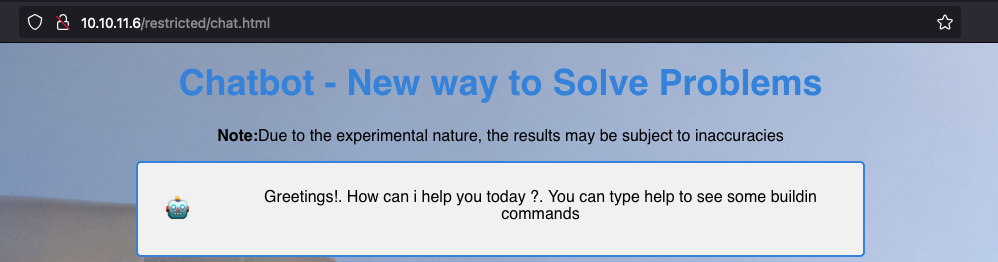 10.10.11.6/restricted/chat.html
Chatbot - New way to Solve Problems
Note:Due to the experimental nature, the results may be subject to inaccuracies
Greetings!. How can i help you today ?. You can type help to see some buildin
commands